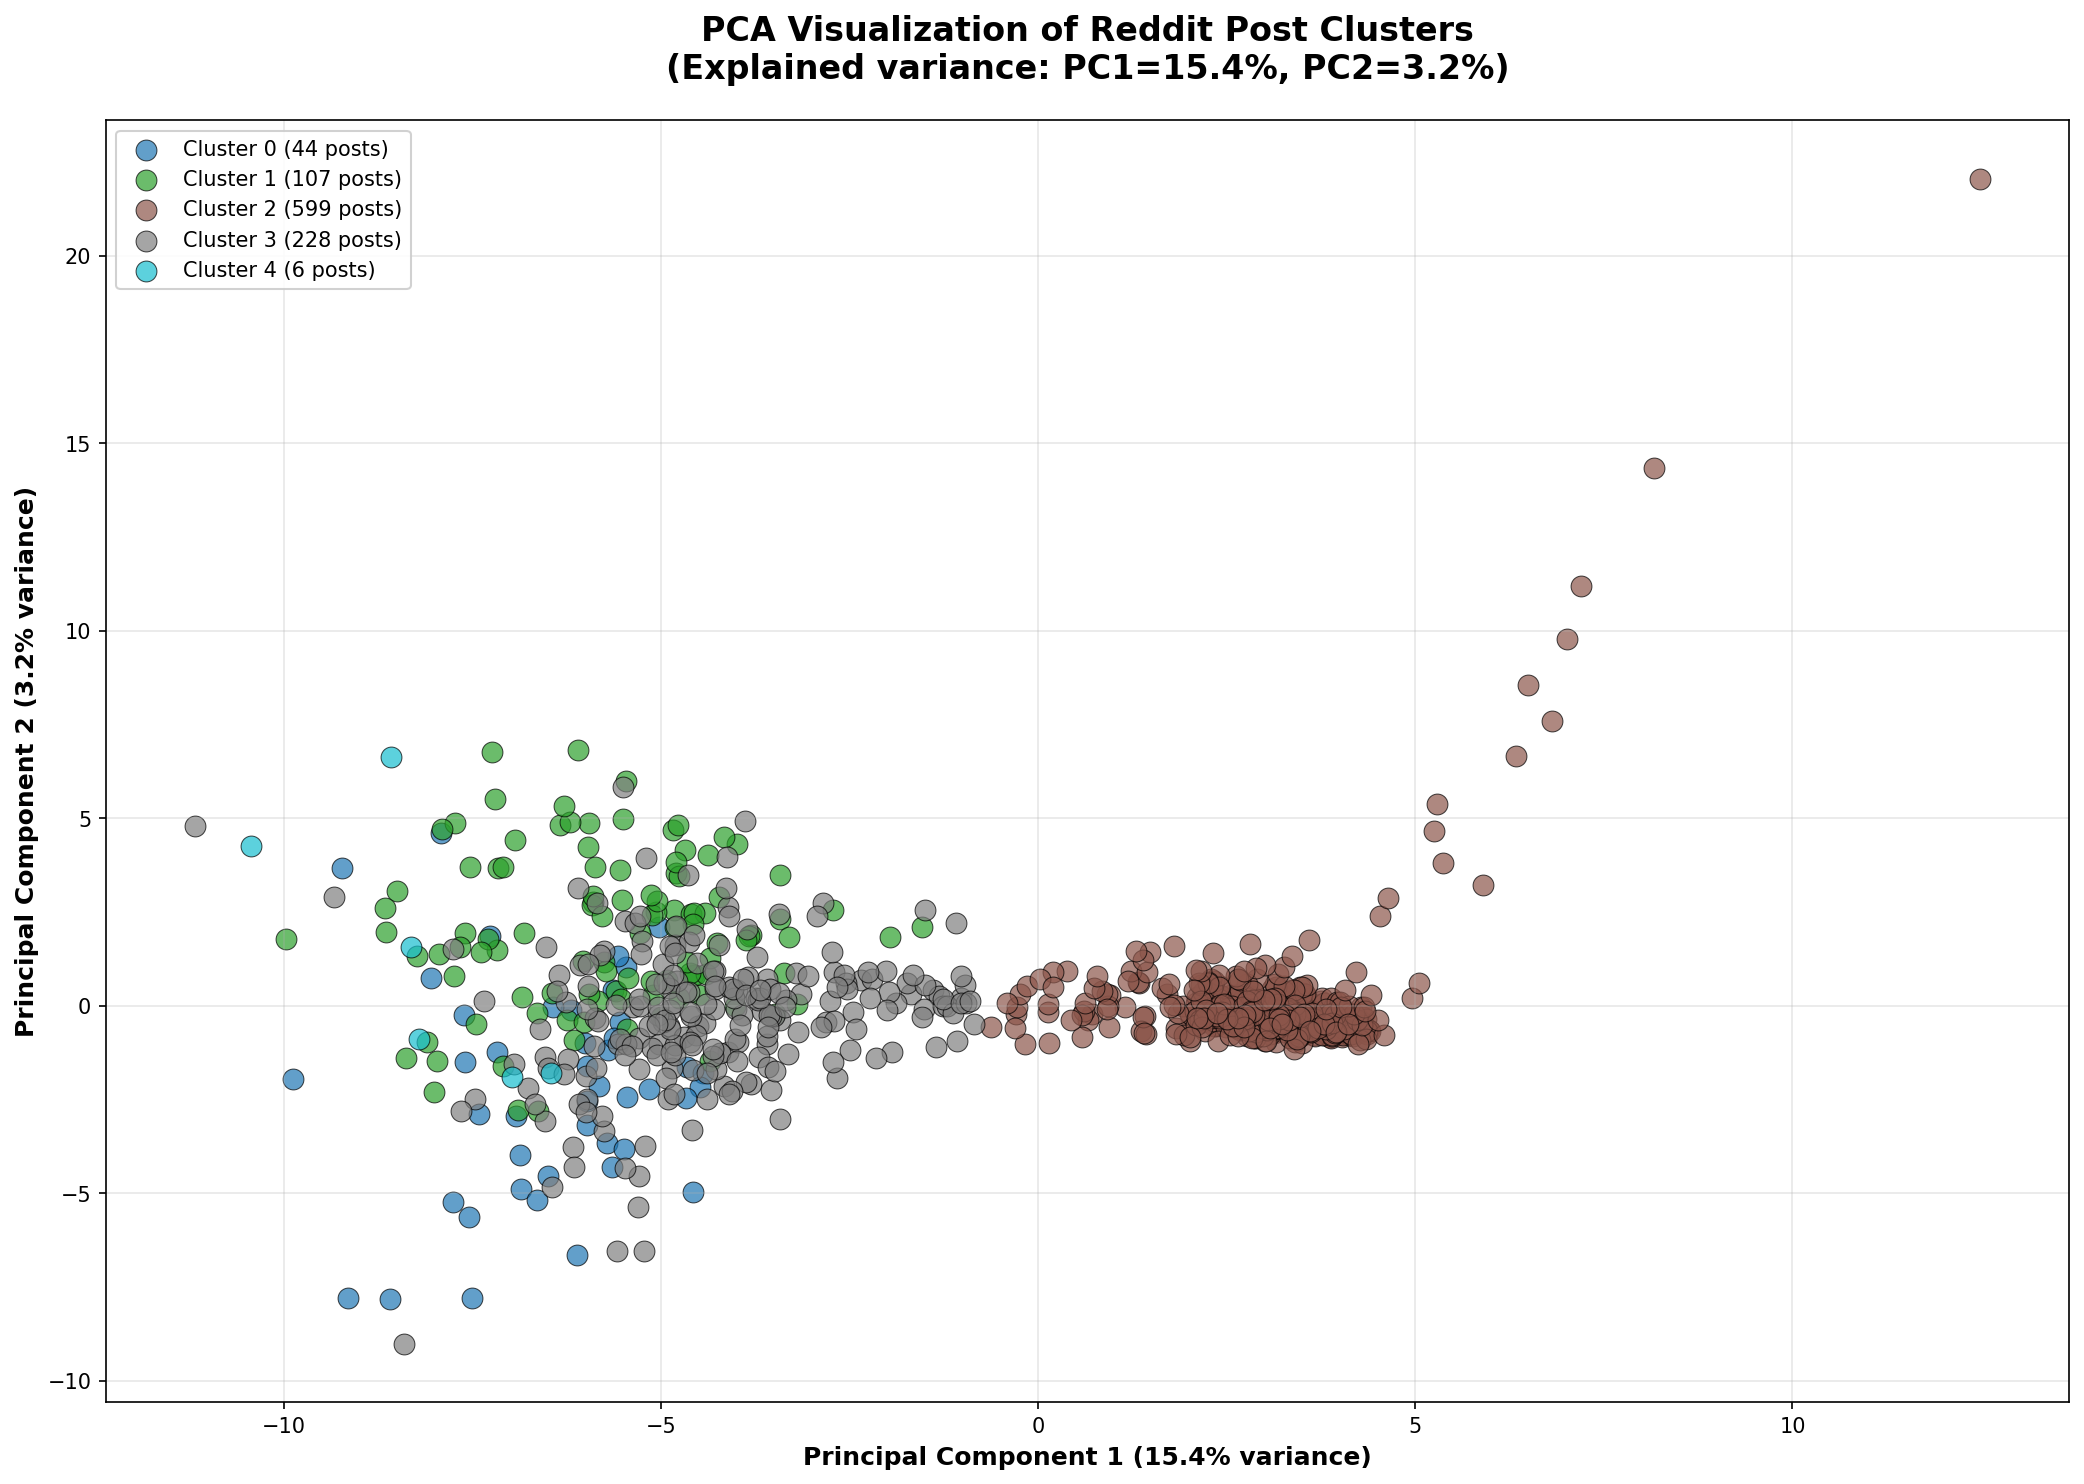 PCA Visualization of Reddit Post Clusters
(Explained variance: PC1=15.4%, PC2=3.2%)
Cluster 0 (44 posts)
Cluster 1 (107 posts)
Cluster 2 (599 posts)
Cluster 3 (228 posts)
Cluster 4 (6 posts)
Principal Component 2 (3.2% variance)
20
15
10
5
0
−5
−10
−10
−5
0
5
10
Principal Component 1 (15.4% variance)